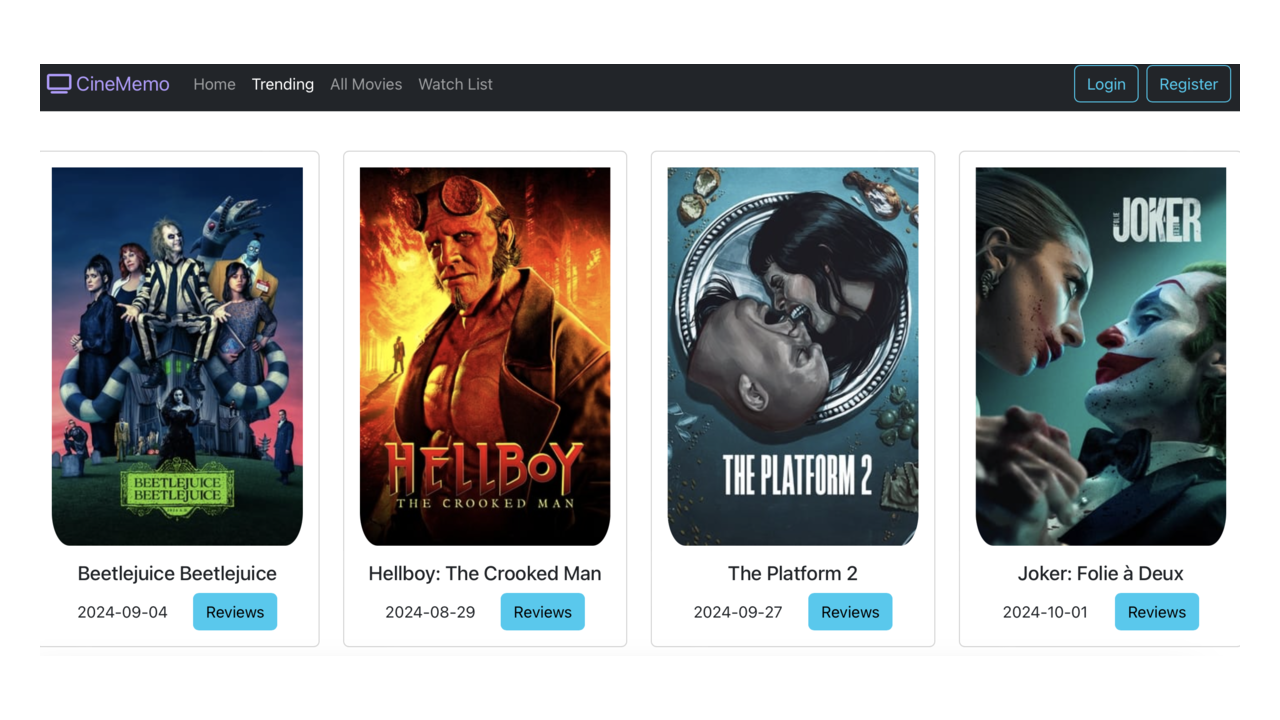 CineMemo Home Trending All Movies Watch List Login Register
BEETLEJUICE
BEETLEJUICE
HELLBOY
THE CROOKED MAN
THE PLATFORM 2
JOKER
Beetlejuice Beetlejuice
2024-09-04 Reviews
Hellboy: The Crooked Man
2024-08-29 Reviews
The Platform 2
2024-09-27 Reviews
Joker: Folie à Deux
2024-10-01 Reviews